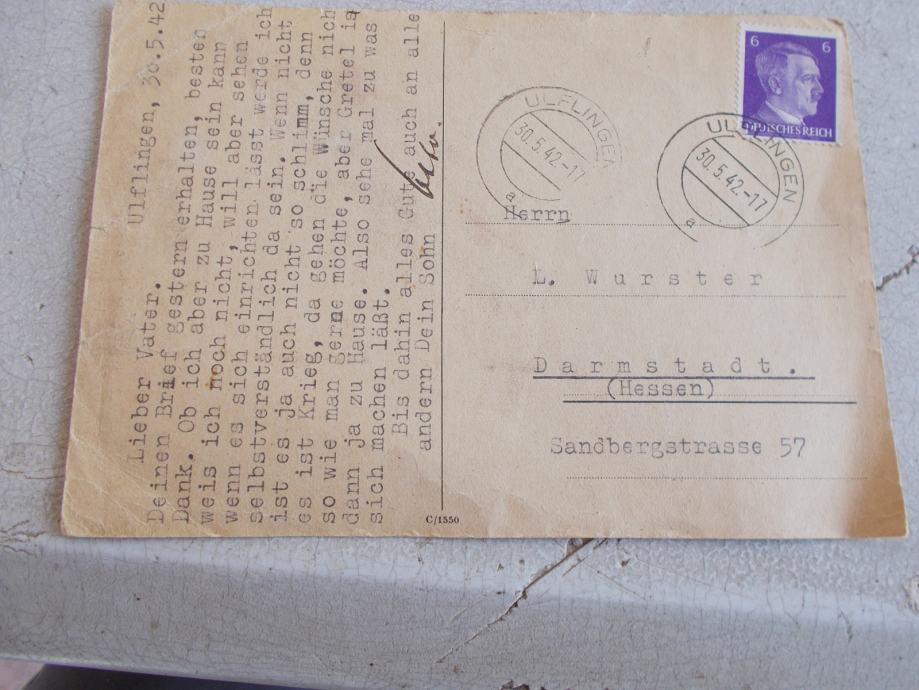 Ulflingen, 30.5.42
Lieber Vater.
Deinen Brief gestern erhalten, besten
Dank. Ob ich aber zu Hause sein kann
weis ich noch nicht, will aber sehen
wenn es sich einrichten lässt werde ich
selbstverständlich da sein. Wenn nicht
ist es ja auch nicht so schlimm, denn
es ist Krieg, da gehen die Wünsche nich
so wie man gerne möchte, aber Gretel is
dann ja zu Hause. Also sehe mal zu was
sich machen läßt.
Bis dahin alles Gute auch an alle
andern Dein Sohn
C/1550
6 6
DEUTSCHES REICH
ULFLINGEN
30.5.42.-17
a
ULFLINGEN
30.5.42.-17
a
Herrn
L. Wurster
Darmstadt.
(Hessen)
Sandbergstrasse 57